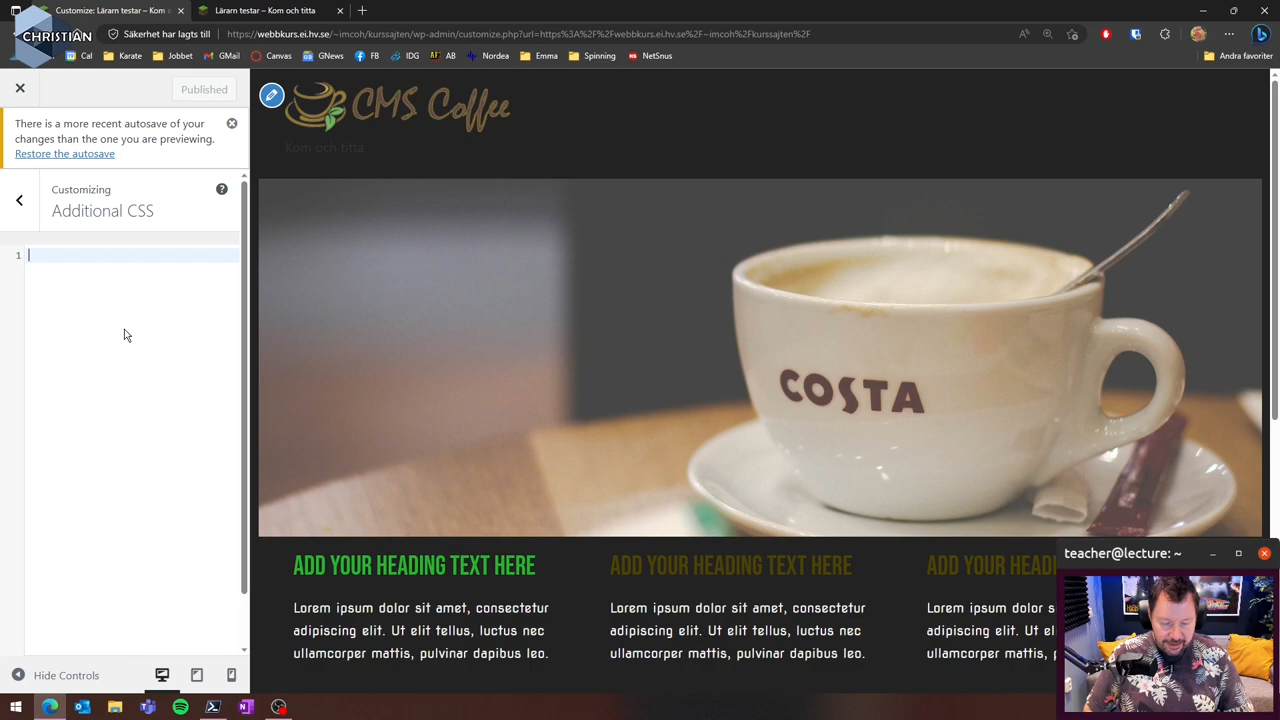 Customize: Lärarn testar – Kom o
Lärarn testar – Kom och titta
CHRISTIAN
Säkerhet har lagts till
https://webbkurs.ei.hv.se/~imcoh/kurssajten/wp-admin/customize.php?url=https%3A%2F%2Fwebbkurs.ei.hv.se%2F~imcoh%2Fkurssajten%2F
Cal
Karate
Jobbet
GMail
Canvas
GNews
FB
IDG
AF
AB
Nordea
Emma
Spinning
NetSnus
Andra favoriter
Published
There is a more recent autosave of your
changes than the one you are previewing.
Restore the autosave
Customizing
Additional CSS
1
Hide Controls
CMS Coffee
Kom och titta
COSTA
ADD YOUR HEADING TEXT HERE
Lorem ipsum dolor sit amet, consectetur
adipiscing elit. Ut elit tellus, luctus nec
ullamcorper mattis, pulvinar dapibus leo.
ADD YOUR HEADING TEXT HERE
Lorem ipsum dolor sit amet, consectetur
adipiscing elit. Ut elit tellus, luctus nec
ullamcorper mattis, pulvinar dapibus leo.
ADD YOUR HEADI
Lorem ipsum dolor
adipiscing elit. Ut e
ullamcorper mattis,
teacher@lecture: ~